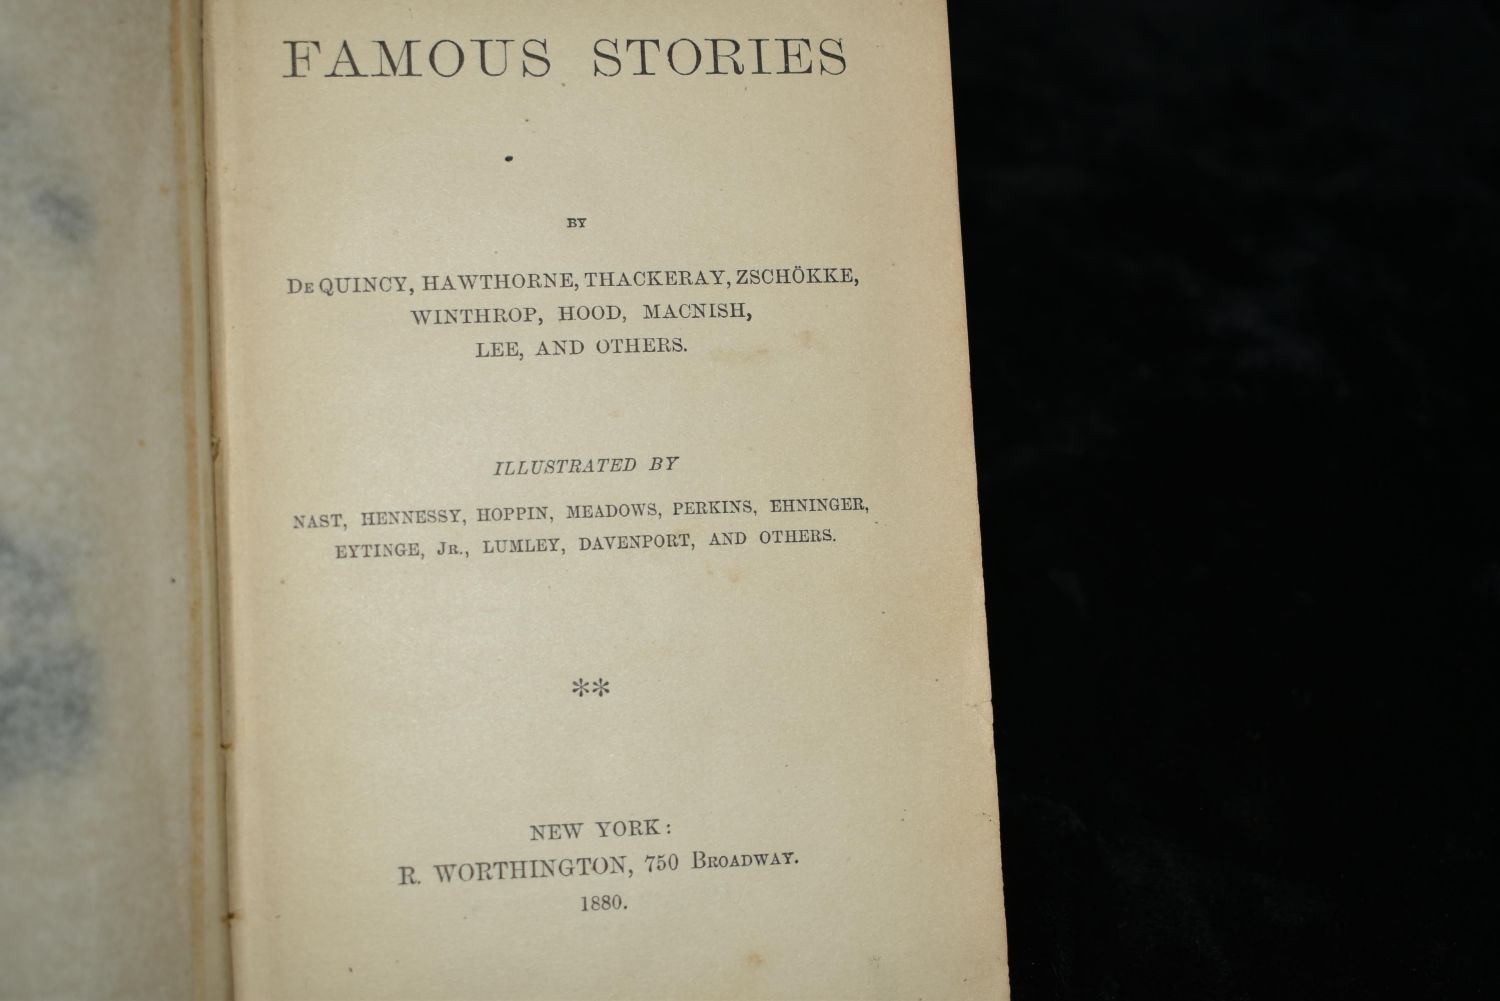 FAMOUS STORIES
BY
DE QUINCY, HAWTHORNE, THACKERAY, ZSCHÖKKE,
WINTHROP, HOOD, MACNISH,
LEE, AND OTHERS.
ILLUSTRATED BY
NAST, HENNESSY, HOPPIN, MEADOWS, PERKINS, EHNINGER,
EYTINGE, JR., LUMLEY, DAVENPORT, AND OTHERS.
**
NEW YORK:
R. WORTHINGTON, 750 BROADWAY.
1880.